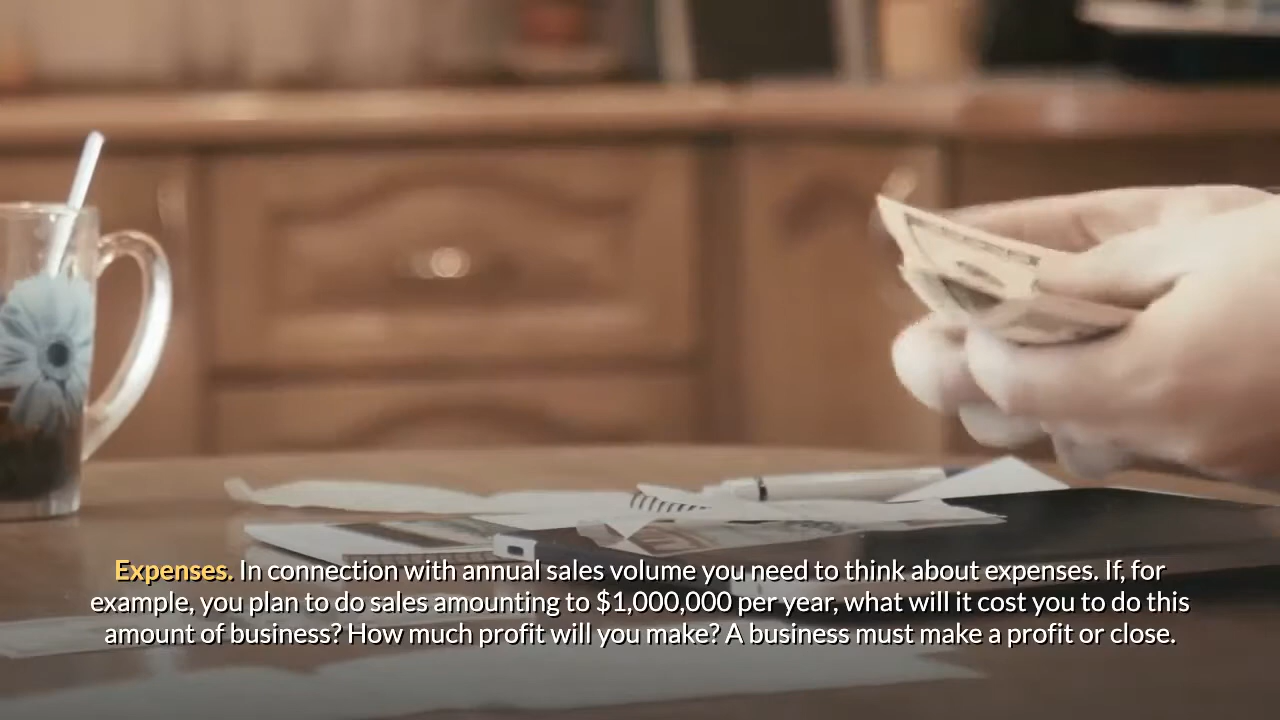 Expenses. In connection with annual sales volume you need to think about expenses. If, for
example, you plan to do sales amounting to $1,000,000 per year, what will it cost you to do this
amount of business? How much profit will you make? A business must make a profit or close.